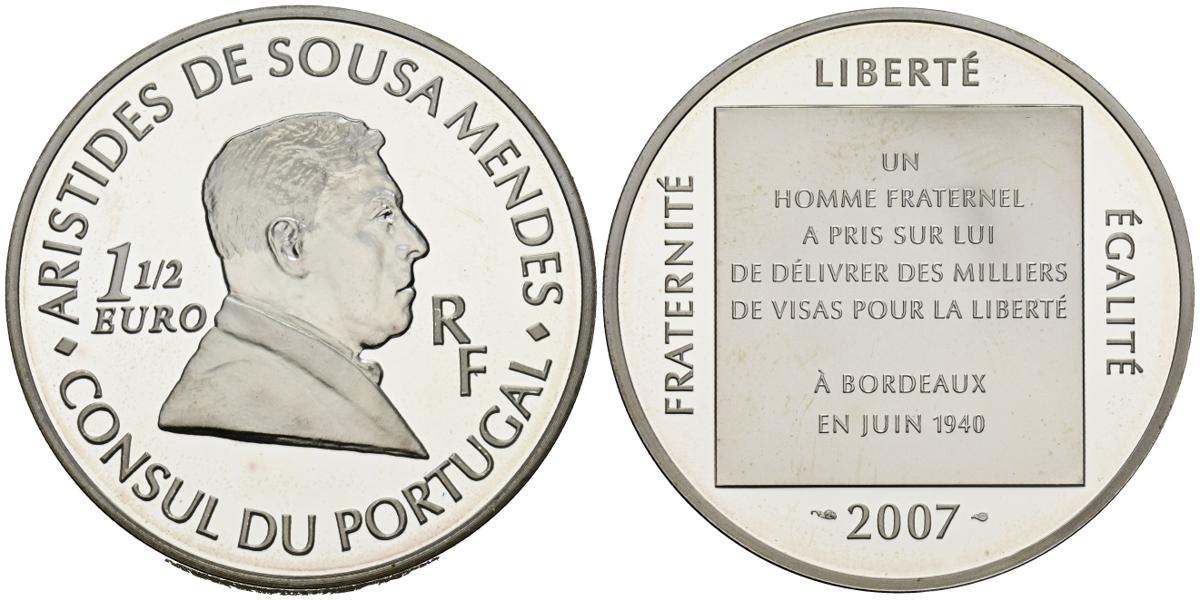 ARISTIDES DE SOUSA MENDES
1 1/2
EURO
R
F
CONSUL DU PORTUGAL
LIBERTÉ
FRATERNITÉ
ÉGALITÉ
UN
HOMME FRATERNEL
A PRIS SUR LUI
DE DÉLIVRER DES MILLIERS
DE VISAS POUR LA LIBERTÉ
À BORDEAUX
EN JUIN 1940
2007